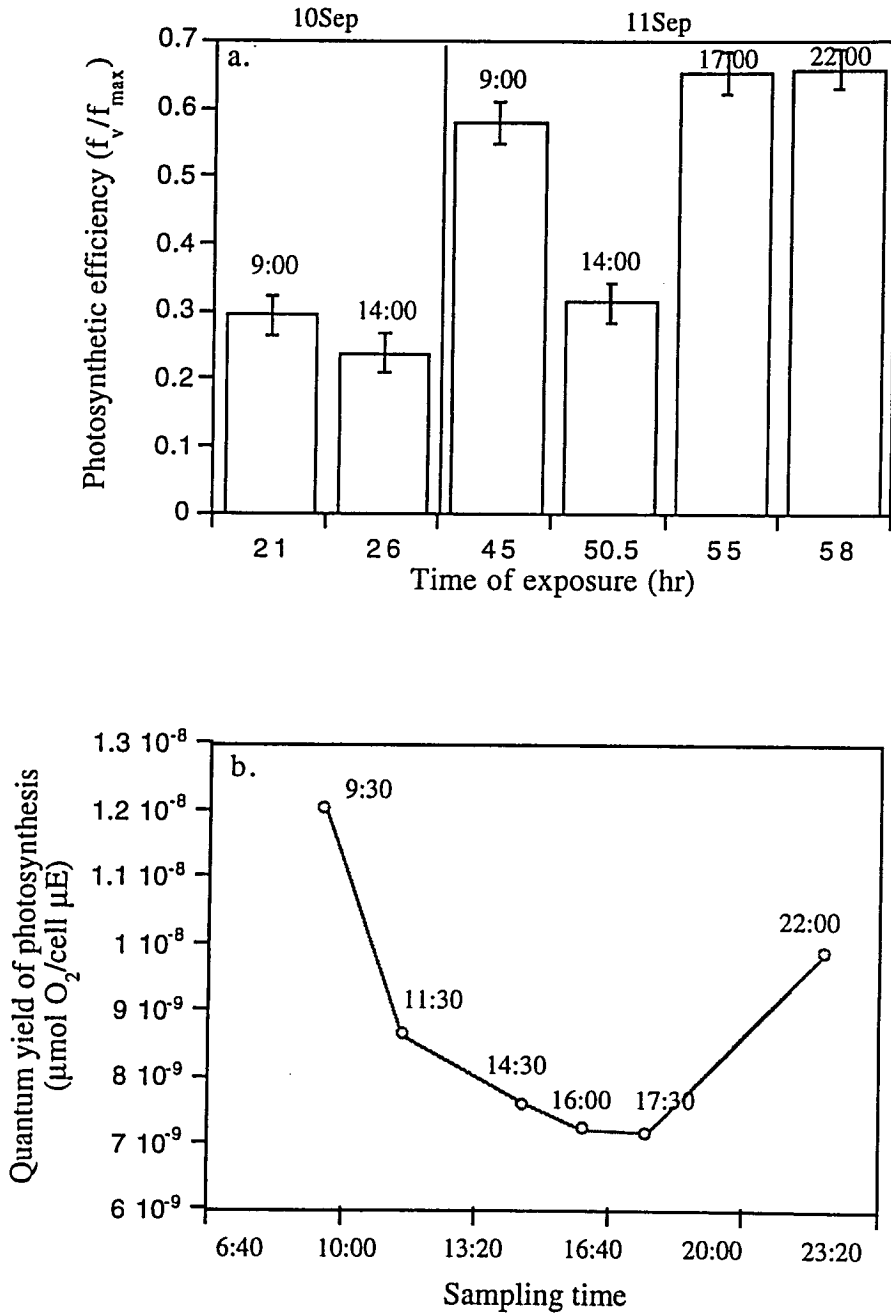 10Sep 11Sep
a.
Photosynthetic efficiency (f_v/f_max)
0.7
0.6
0.5
0.4
0.3
0.2
0.1
0
9:00
14:00
9:00
14:00
17:00
22:00
21 26 45 50.5 55 58
Time of exposure (hr)
b.
Quantum yield of photosynthesis
(μmol O₂/cell μE)
1.3 10⁻⁸
1.2 10⁻⁸
1.1 10⁻⁸
1 10⁻⁸
9 10⁻⁹
8 10⁻⁹
7 10⁻⁹
6 10⁻⁹
9:30
11:30
14:30
16:00
17:30
22:00
6:40 10:00 13:20 16:40 20:00 23:20
Sampling time